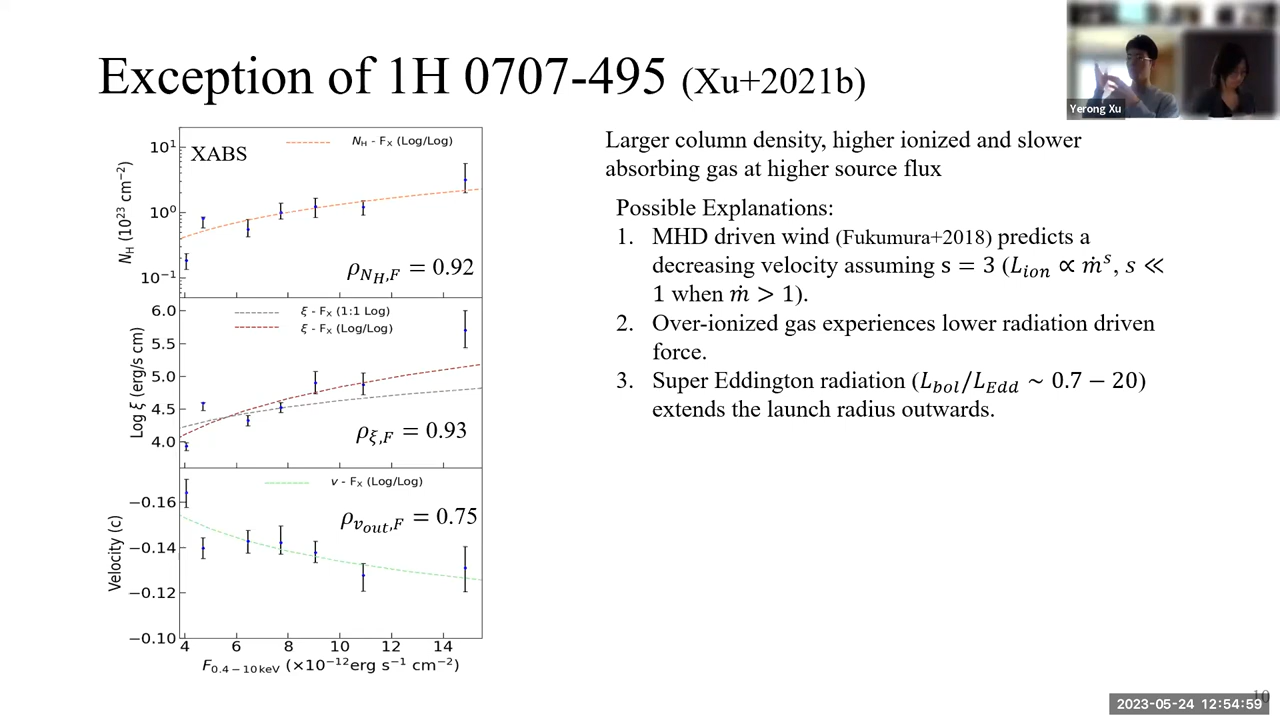 Exception of 1H 0707-495 (Xu+2021b)
Yerong Xu
XABS
N_H - F_X (Log/Log)
N_H (10^23 cm^−2)
10^1
10^0
10^−1
ρ_{N_H,F} = 0.92
ξ - F_X (1:1 Log)
ξ - F_X (Log/Log)
Log ξ (erg/s cm)
6.0
5.5
5.0
4.5
4.0
ρ_{ξ,F} = 0.93
v - F_X (Log/Log)
Velocity (c)
−0.16
−0.14
−0.12
−0.10
ρ_{v_out,F} = 0.75
4 6 8 10 12 14
F_{0.4−10 keV} (×10^−12 erg s^−1 cm^−2)
Larger column density, higher ionized and slower
absorbing gas at higher source flux
Possible Explanations:
1. MHD driven wind (Fukumura+2018) predicts a
decreasing velocity assuming s = 3 (L_ion ∝ ṁ^s, s ≪
1 when ṁ > 1).
2. Over-ionized gas experiences lower radiation driven
force.
3. Super Eddington radiation (L_bol/L_Edd ~ 0.7 − 20)
extends the launch radius outwards.
10
2023-05-24 12:54:59